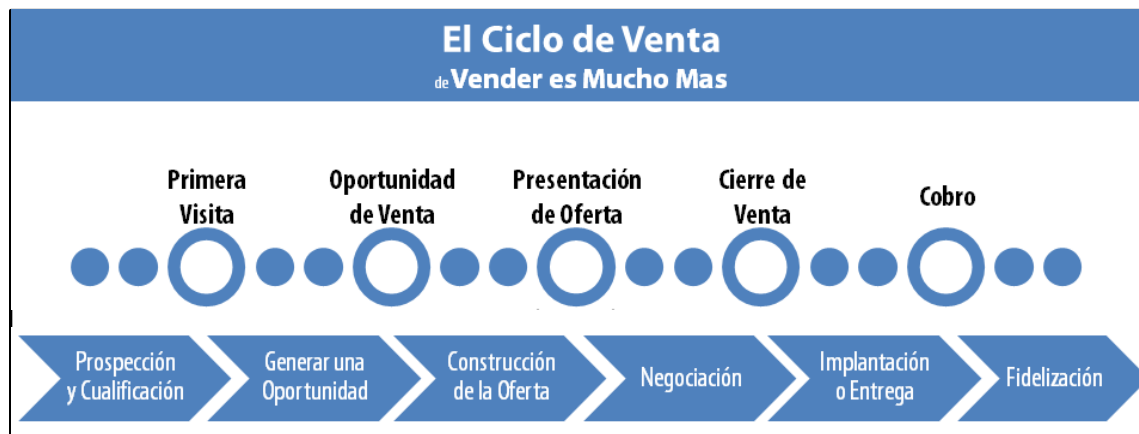 El Ciclo de Venta
de Vender es Mucho Mas
Primera
Visita
Oportunidad
de Venta
Presentación
de Oferta
Cierre de
Venta
Cobro
Prospección
y Cualificación
Generar una
Oportunidad
Construcción
de la Oferta
Negociación
Implantación
o Entrega
Fidelización